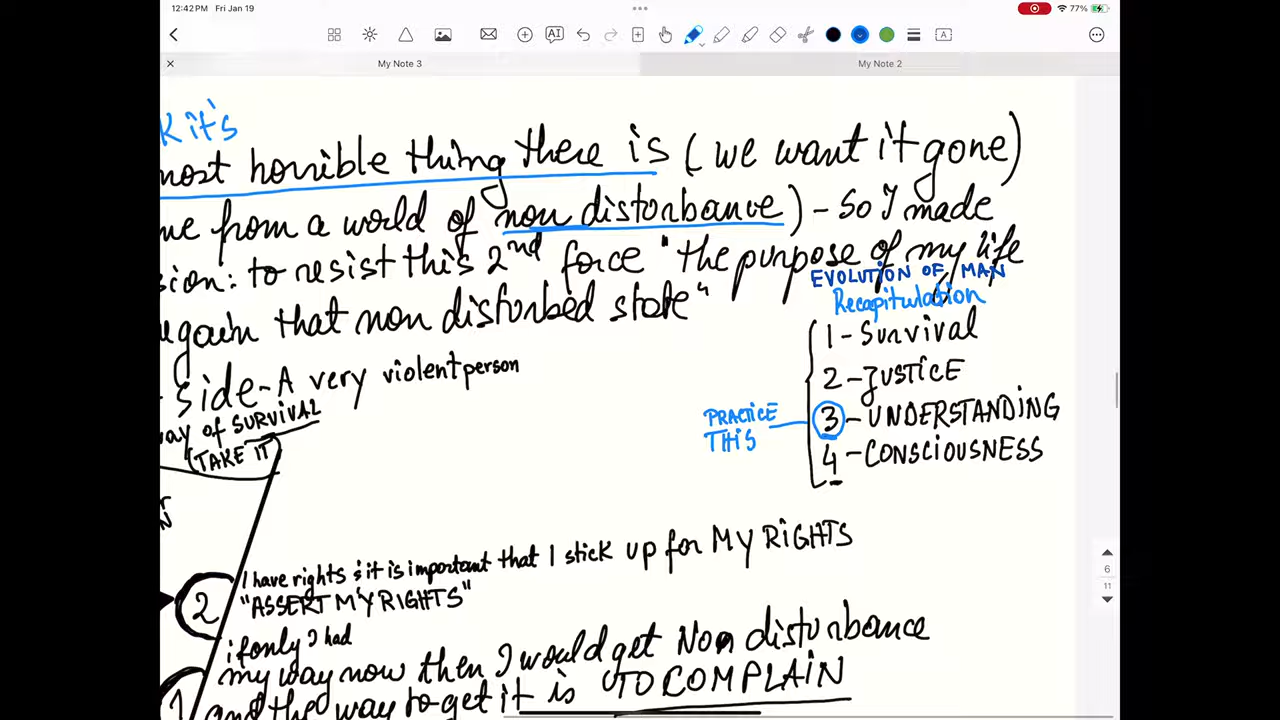 12:42 PM Fri Jan 19
77%
AI
A
My Note 3
My Note 2
K it's
most horrible thing there is (we want it gone)
me from a world of non disturbance) - So I made
sion: to resist this 2nd force "the purpose of my life
gain that non disturbed state"
EVOLUTION OF MAN
Recapitulation
1 - Survival
2 - JUSTICE
3 - UNDERSTANDING
4 - CONSCIOUSNESS
PRACTICE
THIS
side - A very violent person
way of SURVIVAL
(TAKE IT
2
I have rights & it is important that I stick up for MY RIGHTS
"ASSERT MY RIGHTS"
if only I had
my way now then I would get Non disturbance
1
and the way to get it is "TO COMPLAIN
6
11